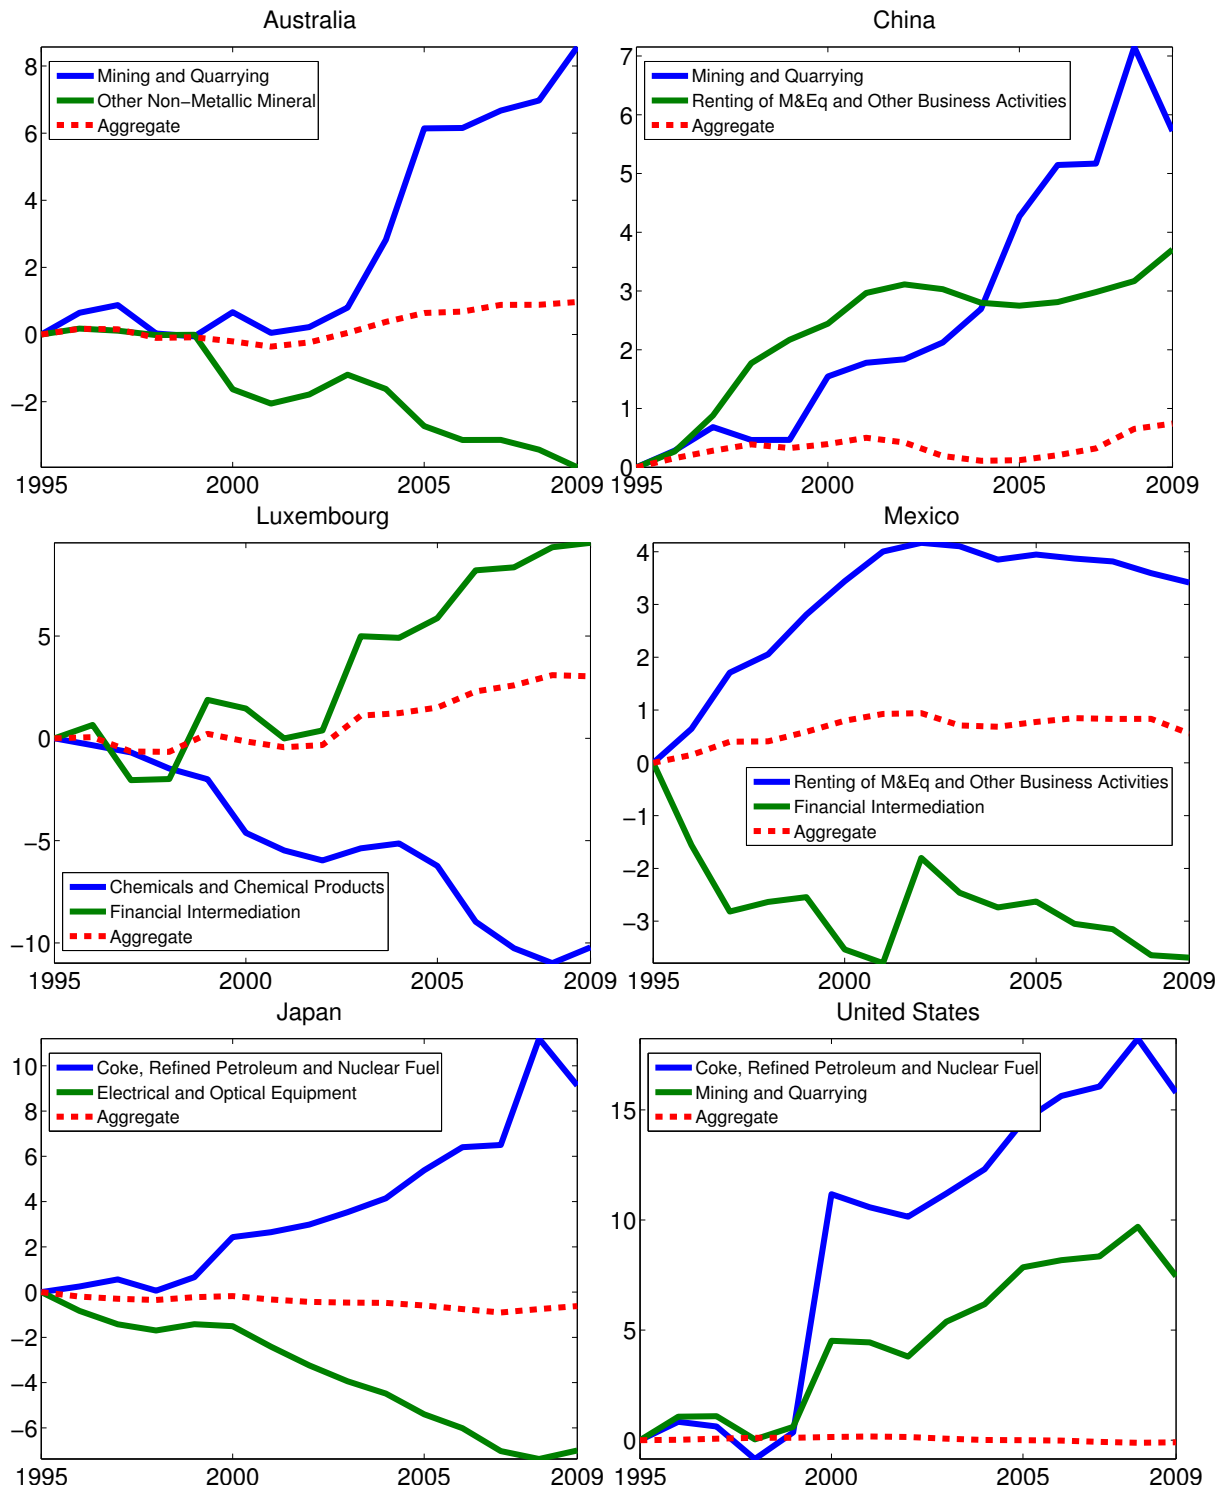 Australia
8
6
4
2
0
−2
1995
2000
2005
2009
Mining and Quarrying
Other Non−Metallic Mineral
Aggregate
China
7
6
5
4
3
2
1
0
1995
2000
2005
2009
Mining and Quarrying
Renting of M&Eq and Other Business Activities
Aggregate
Luxembourg
5
0
−5
−10
1995
2000
2005
2009
Chemicals and Chemical Products
Financial Intermediation
Aggregate
Mexico
4
3
2
1
0
−1
−2
−3
1995
2000
2005
2009
Renting of M&Eq and Other Business Activities
Financial Intermediation
Aggregate
Japan
10
8
6
4
2
0
−2
−4
−6
1995
2000
2005
2009
Coke, Refined Petroleum and Nuclear Fuel
Electrical and Optical Equipment
Aggregate
United States
15
10
5
0
1995
2000
2005
2009
Coke, Refined Petroleum and Nuclear Fuel
Mining and Quarrying
Aggregate